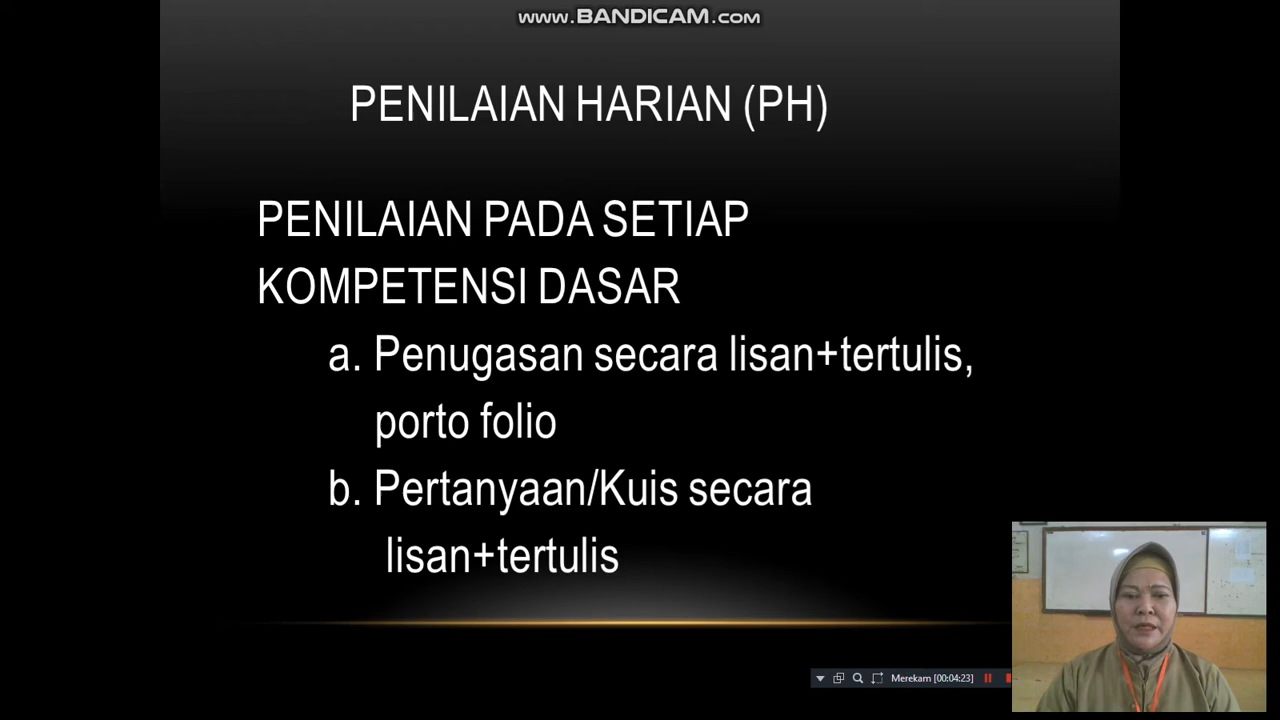 www.BANDICAM.com
PENILAIAN HARIAN (PH)
PENILAIAN PADA SETIAP
KOMPETENSI DASAR
a. Penugasan secara lisan+tertulis,
porto folio
b. Pertanyaan/Kuis secara
lisan+tertulis
Merekam [00:04:23]